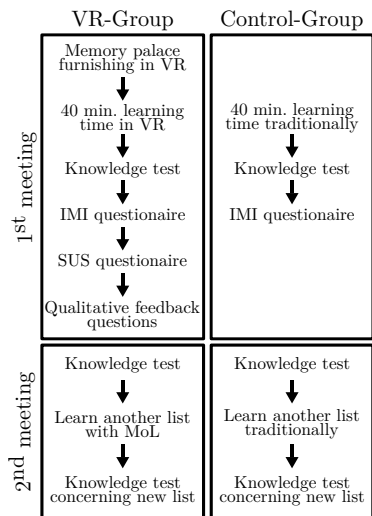 VR-Group
Control-Group
1st meeting
Memory palace
furnishing in VR
40 min. learning
time in VR
Knowledge test
IMI questionaire
SUS questionaire
Qualitative feedback
questions
40 min. learning
time traditionally
Knowledge test
IMI questionaire
2nd meeting
Knowledge test
Learn another list
with MoL
Knowledge test
concerning new list
Knowledge test
Learn another list
traditionally
Knowledge test
concerning new list